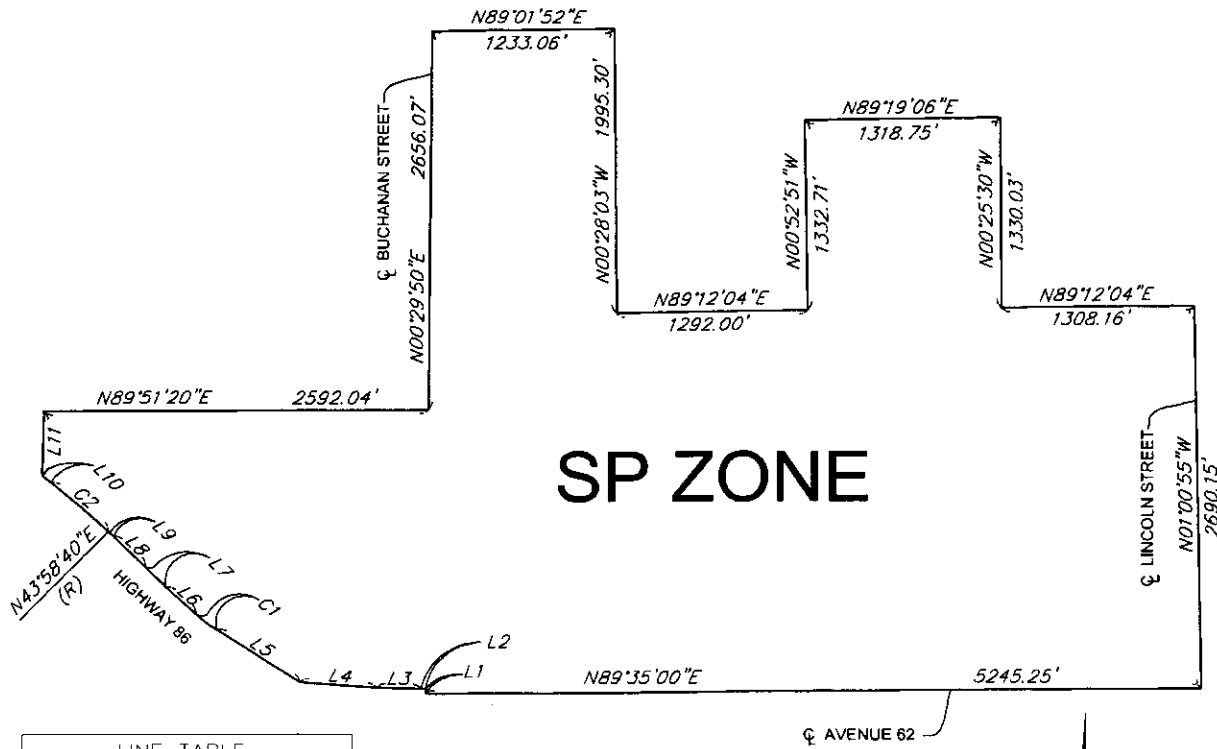 N89°01'52"E
1233.06'
℄ BUCHANAN STREET
2656.07'
N00°29'50"E
1995.30'
N00°28'03"W
N89°19'06"E
1318.75'
N00°52'51"W
1332.71'
N00°25'30"W
1330.03'
N89°12'04"E
1292.00'
N89°12'04"E
1308.16'
N89°51'20"E 2592.04'
L11
L10
C2
L9
L8
L7
L6
C1
L5
N43°58'40"E
(R)
HIGHWAY 86
SP ZONE
℄ LINCOLN STREET
N01°00'55"W
2690.15'
L4
L3
L2
L1
N89°35'00"E 5245.25'
℄ AVENUE 62
LINE TABLE